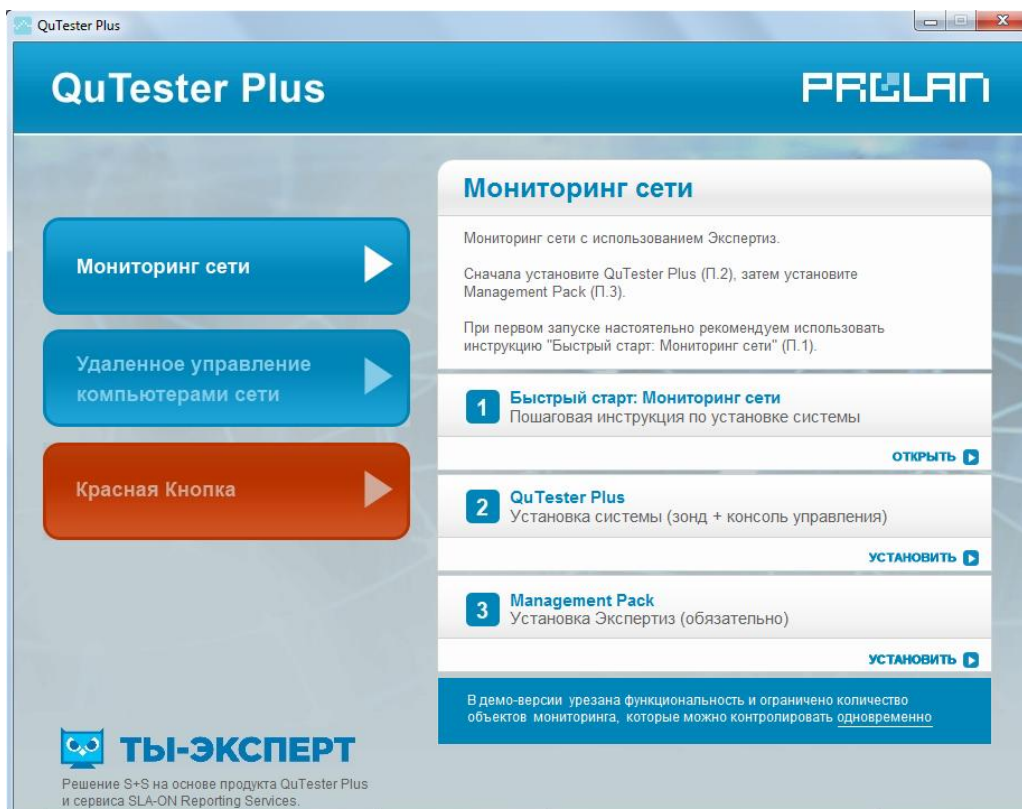 QuTester Plus
QuTester Plus
PROLAN
Мониторинг сети
Удаленное управление
компьютерами сети
Красная Кнопка
Мониторинг сети
Мониторинг сети с использованием Экспертиз.
Сначала установите QuTester Plus (П.2), затем установите
Management Pack (П.3).
При первом запуске настоятельно рекомендуем использовать
инструкцию "Быстрый старт: Мониторинг сети" (П.1).
1
Быстрый старт: Мониторинг сети
Пошаговая инструкция по установке системы
ОТКРЫТЬ
2
QuTester Plus
Установка системы (зонд + консоль управления)
УСТАНОВИТЬ
3
Management Pack
Установка Экспертиз (обязательно)
УСТАНОВИТЬ
В демо-версии урезана функциональность и ограничено количество
объектов мониторинга, которые можно контролировать одновременно
ТЫ-ЭКСПЕРТ
Решение S+S на основе продукта QuTester Plus
и сервиса SLA-ON Reporting Services.